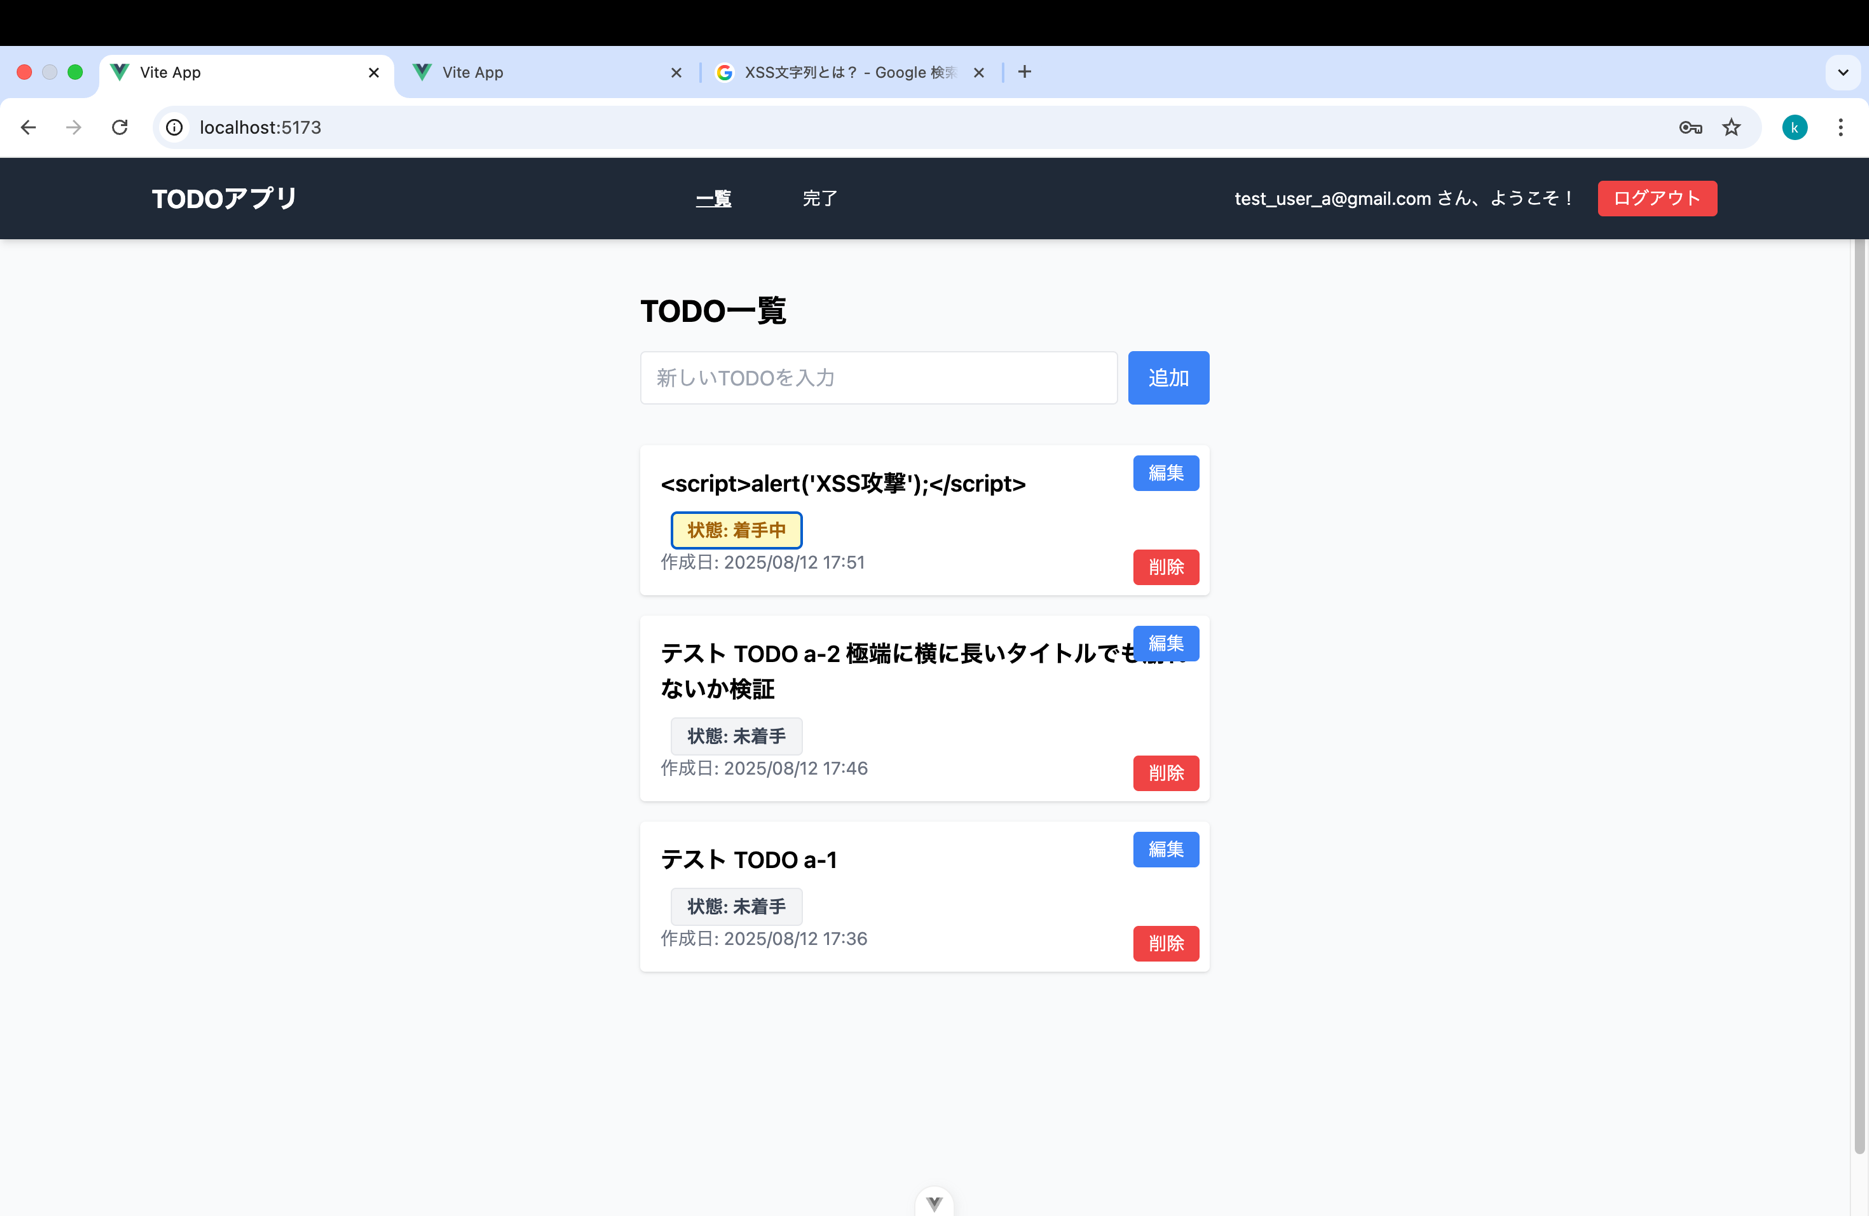 Vite App
Vite App
XSS文字列とは？ - Google 検索
localhost:5173
k
TODOアプリ
一覧
完了
test_user_a@gmail.com さん、ようこそ！
ログアウト
TODO一覧
新しいTODOを入力
追加
<script>alert('XSS攻撃');</script>
編集
状態: 着手中
作成日: 2025/08/12 17:51
削除
テスト TODO a-2 極端に横に長いタイトルでも
編集
ないか検証
状態: 未着手
作成日: 2025/08/12 17:46
削除
テスト TODO a-1
編集
状態: 未着手
作成日: 2025/08/12 17:36
削除